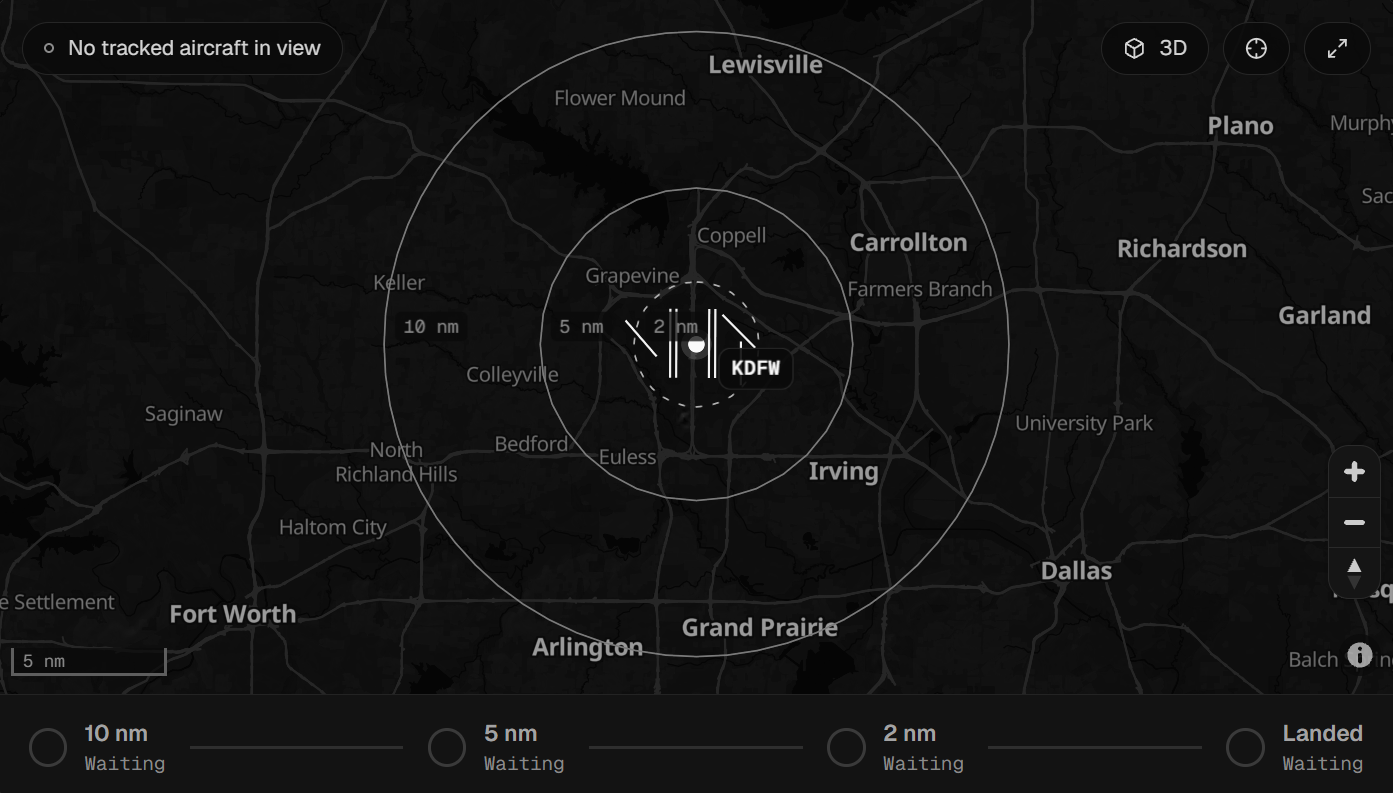 No tracked aircraft in view
3D
Lewisville
Flower Mound
Plano
Coppell
Carrollton
Richardson
Grapevine
Keller
Farmers Branch
Garland
10 nm
5 nm
2 nm
KDFW
Colleyville
Saginaw
University Park
North
Richland Hills
Bedford
Euless
Irving
Haltom City
Dallas
e Settlement
Fort Worth
Grand Prairie
Arlington
5 nm
Balch
10 nm
Waiting
5 nm
Waiting
2 nm
Waiting
Landed
Waiting